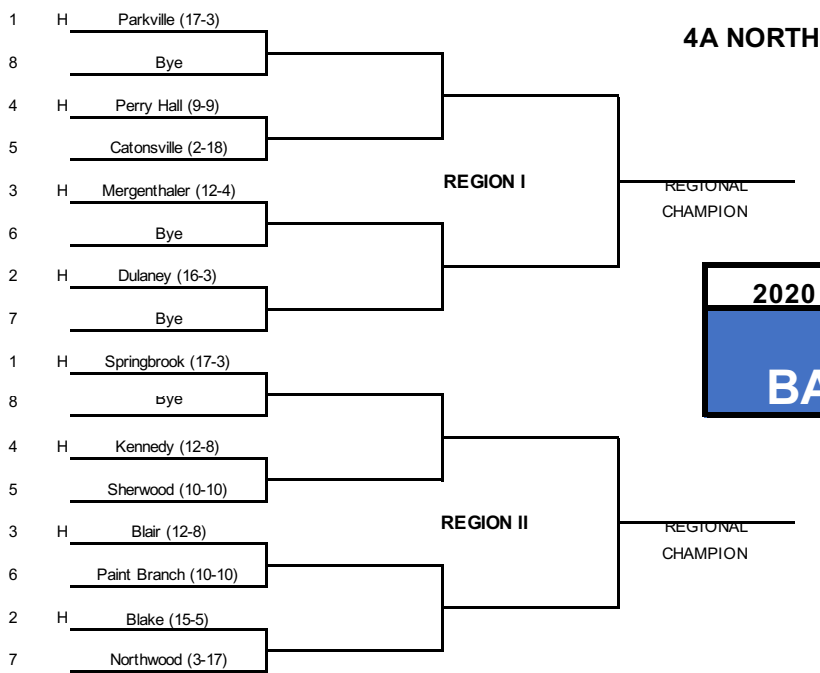 1 H Parkville (17-3)
4A NORTH
8 Bye
4 H Perry Hall (9-9)
5 Catonsville (2-18)
REGION I
3 H Mergenthaler (12-4)
REGIONAL
CHAMPION
6 Bye
2 H Dulaney (16-3)
2020
7 Bye
1 H Springbrook (17-3)
BA
8 Bye
4 H Kennedy (12-8)
5 Sherwood (10-10)
REGION II
3 H Blair (12-8)
REGIONAL
CHAMPION
6 Paint Branch (10-10)
2 H Blake (15-5)
7 Northwood (3-17)